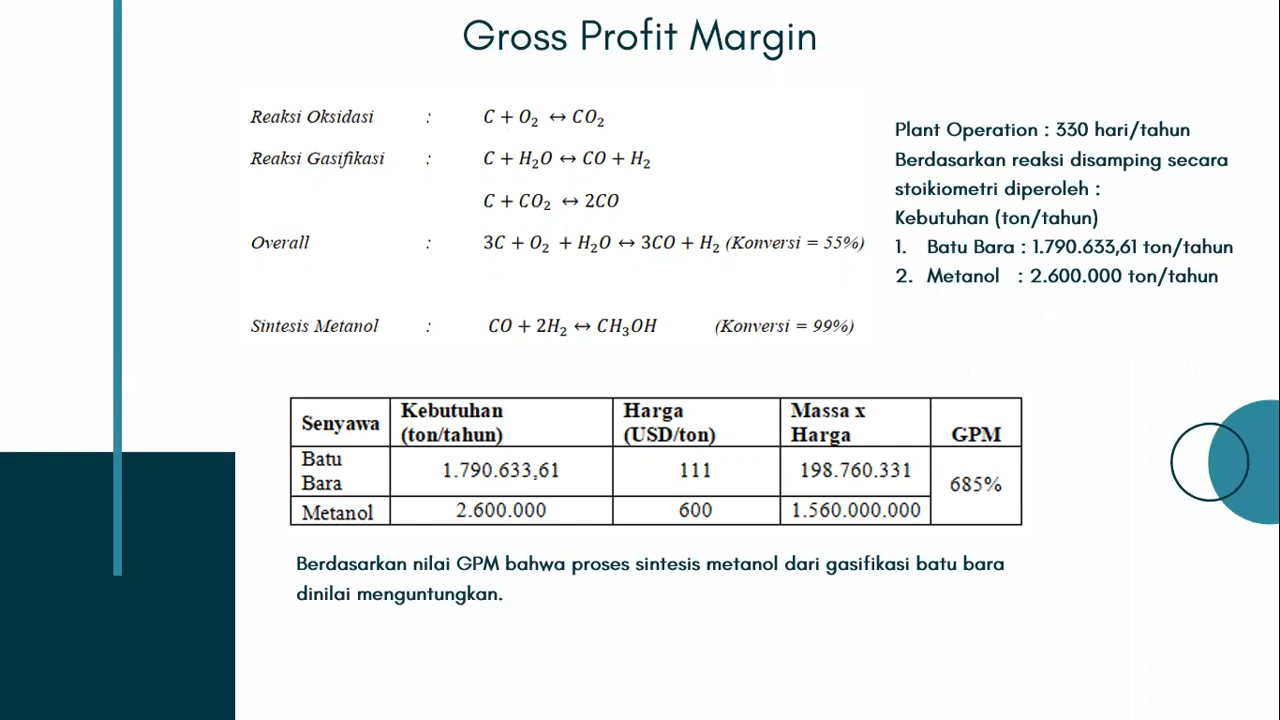 Gross Profit Margin
Reaksi Oksidasi : C + O₂ ↔ CO₂
Reaksi Gasifikasi : C + H₂O ↔ CO + H₂
C + CO₂ ↔ 2CO
Overall : 3C + O₂ + H₂O ↔ 3CO + H₂ (Konversi = 55%)
Sintesis Metanol : CO + 2H₂ ↔ CH₃OH (Konversi = 99%)
Plant Operation : 330 hari/tahun
Berdasarkan reaksi disamping secara
stoikiometri diperoleh :
Kebutuhan (ton/tahun)
1. Batu Bara : 1.790.633,61 ton/tahun
2. Metanol : 2.600.000 ton/tahun
Senyawa Kebutuhan (ton/tahun) Harga (USD/ton) Massa x Harga GPM
Batu Bara 1.790.633,61 111 198.760.331 685%
Metanol 2.600.000 600 1.560.000.000
Berdasarkan nilai GPM bahwa proses sintesis metanol dari gasifikasi batu bara
dinilai menguntungkan.